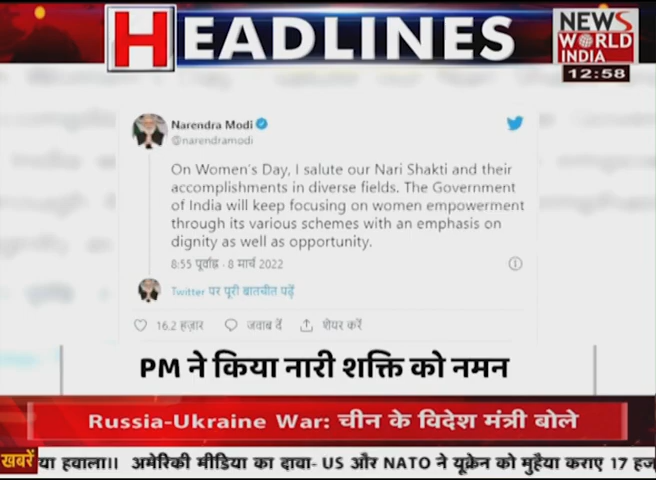 HEADLINES
NEWS
WORLD
INDIA
12:58
Narendra Modi
@narendramodi
On Women's Day, I salute our Nari Shakti and their
accomplishments in diverse fields. The Government
of India will keep focusing on women empowerment
through its various schemes with an emphasis on
dignity as well as opportunity.
8:55 पूर्वाह्न · 8 मार्च 2022
Twitter पर पूरी बातचीत पढ़ें
16.2 हज़ार जवाब दें शेयर करें
PM ने किया नारी शक्ति को नमन
Russia-Ukraine War: चीन के विदेश मंत्री बोले
खबरें या हवाला।। अमेरिकी मीडिया का दावा- US और NATO ने यूक्रेन को मुहैया कराए 17 हज